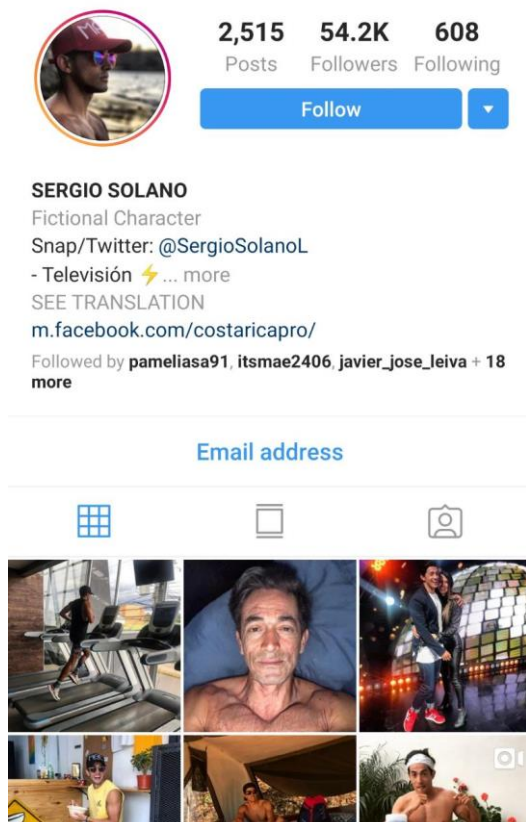 2,515 54.2K 608
Posts Followers Following
Follow
SERGIO SOLANO
Fictional Character
Snap/Twitter: @SergioSolanoL
- Televisión ⚡... more
SEE TRANSLATION
m.facebook.com/costaricapro/
Followed by pameliasa91, itsmae2406, javier_jose_leiva + 18
more
Email address